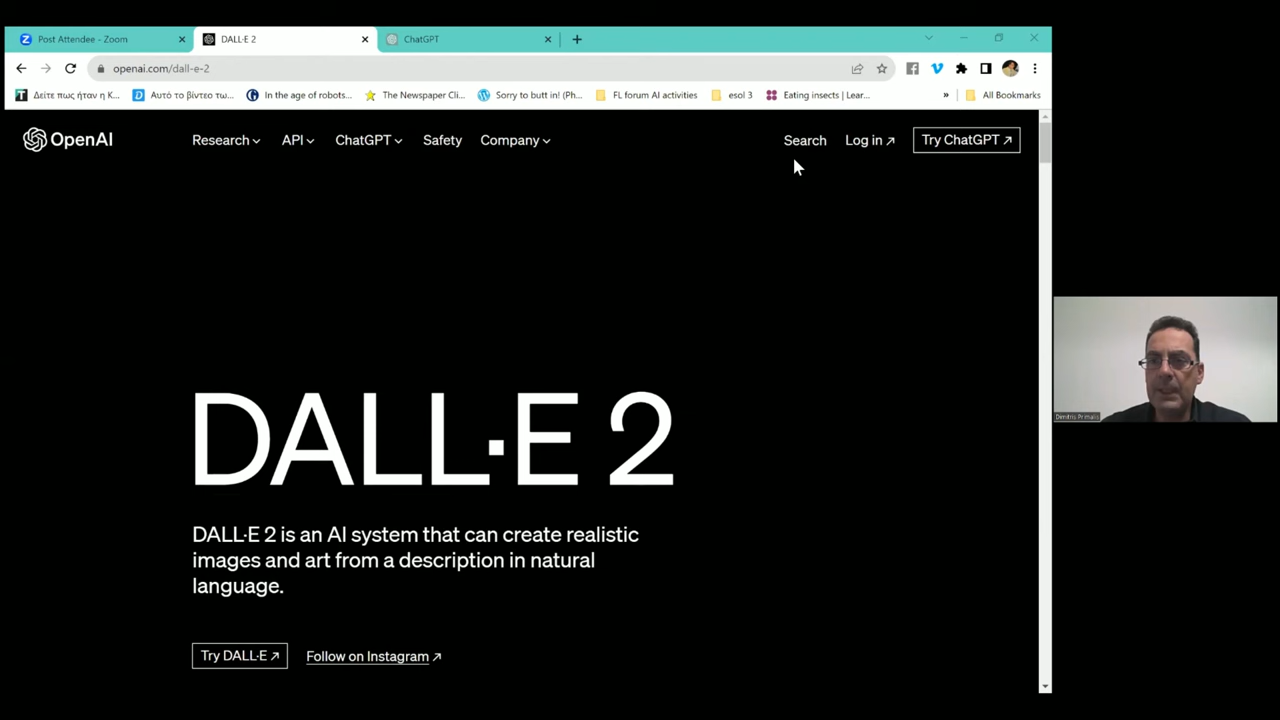 Post Attendee - Zoom
DALL·E 2
ChatGPT
openai.com/dall-e-2
Δείτε πως ήταν η Κ...
Αυτό το βίντεο τω...
In the age of robots...
The Newspaper Cli...
Sorry to butt in! (Ph...
FL forum AI activities
esol 3
Eating insects | Lear...
»
All Bookmarks
OpenAI
Research
API
ChatGPT
Safety
Company
Search
Log in ↗
Try ChatGPT ↗
DALL·E 2
DALL·E 2 is an AI system that can create realistic
images and art from a description in natural
language.
Try DALL·E ↗
Follow on Instagram ↗
Dimitris Primalis